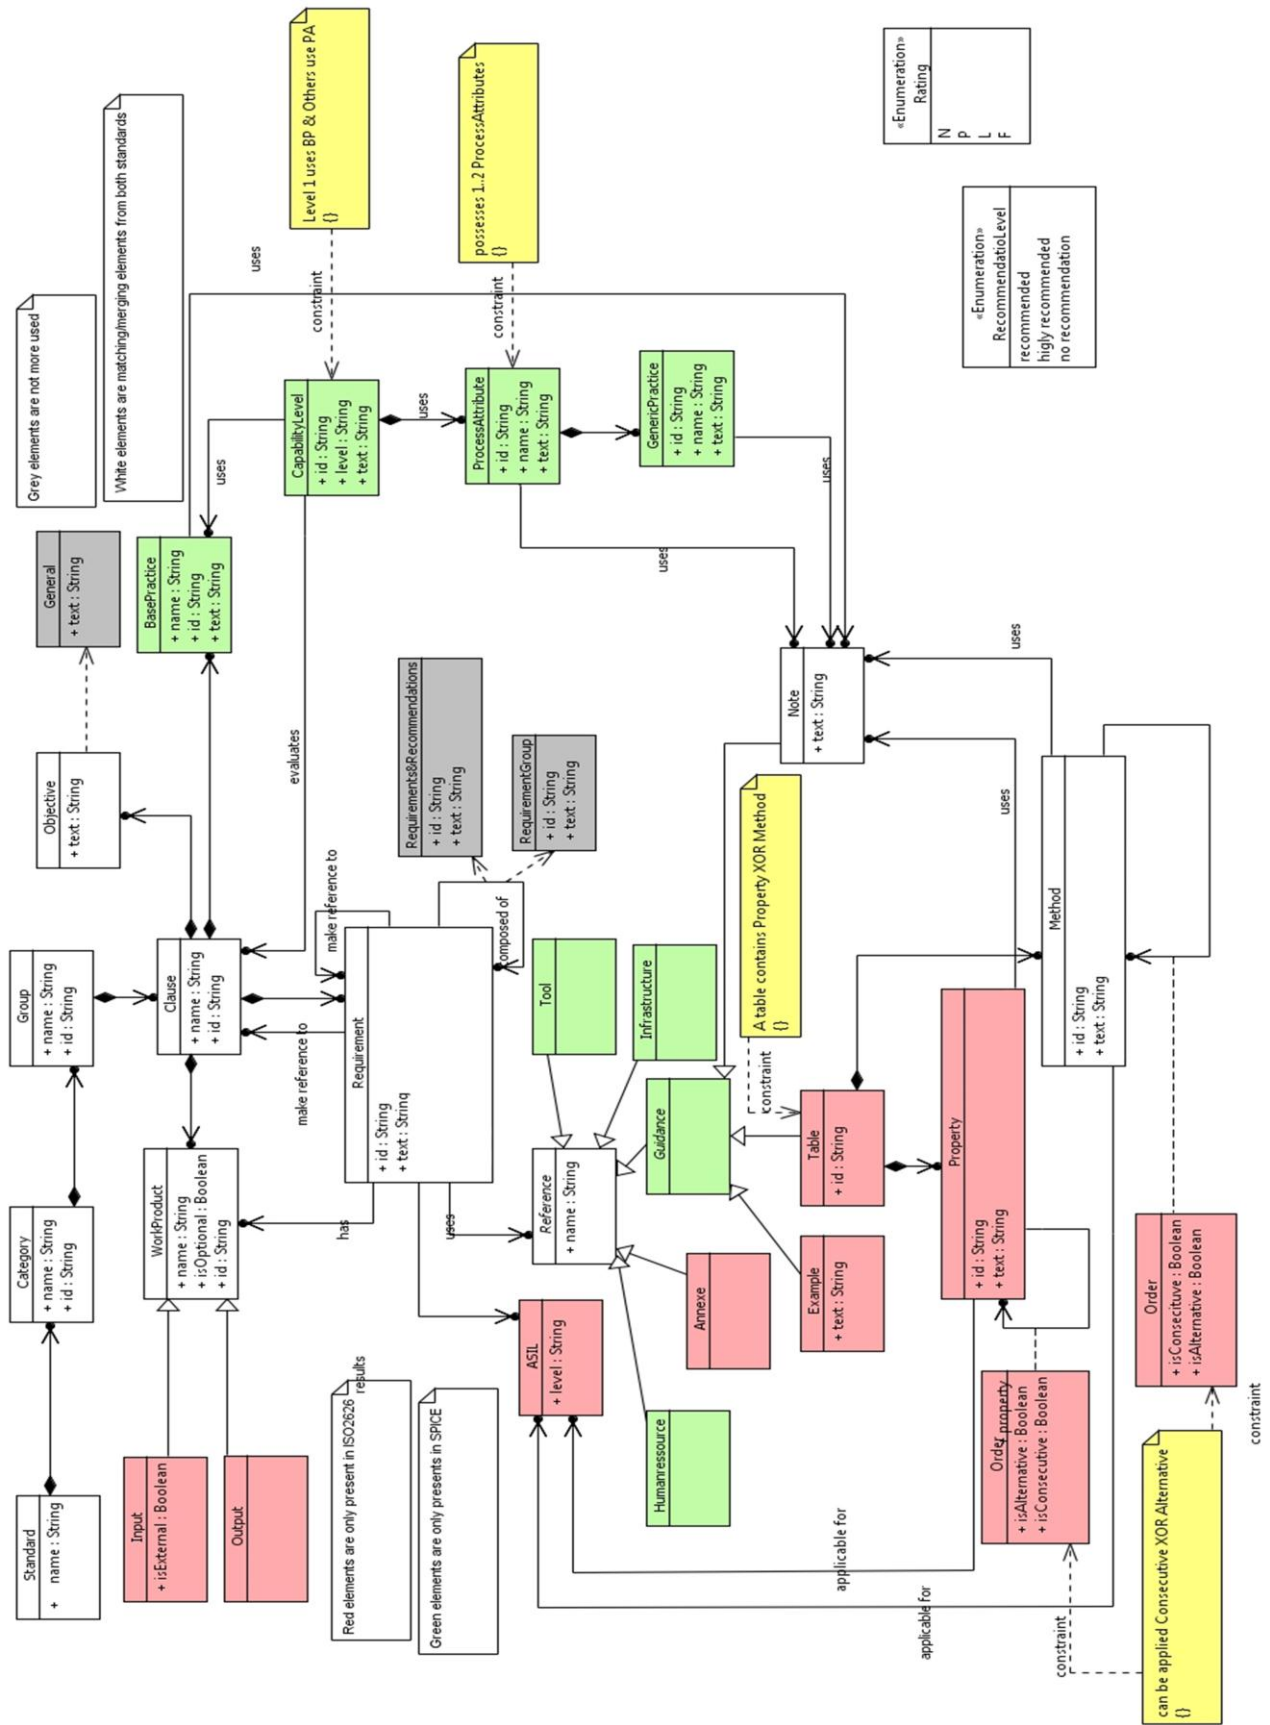 Standard
+ name : String
Category
+ name : String
+ id : String
Group
+ name : String
+ id : String
Objective
+ text : String
General
+ text : String
Grey elements are not more used
White elements are matching/merging elements from both standards
Input
+ isExternal : Boolean
Output
WorkProduct
+ name : String
+ isOptional : Boolean
+ id : String
Clause
+ name : String
+ id : String
BasePractice
+ name : String
+ id : String
+ text : String
uses
uses
Level 1 uses BP & Others use PA
{}
constraint
CapabilityLevel
+ id : String
+ level : String
+ text : String
evaluates
make reference to
make reference to
has
Red elements are only present in ISO2626
results
Green elements are only presents in SPICE
Requirement
+ id : String
+ text : String
uses
composed of
Requirements&Recommendations
+ id : String
+ text : String
RequirementGroup
+ id : String
+ text : String
uses
possesses 1..2 ProcessAttributes
{}
constraint
ProcessAttribute
+ id : String
+ name : String
+ text : String
GenericPractice
+ id : String
+ name : String
+ text : String
uses
uses
ASIL
+ level : String
Reference
+ name : String
Tool
Infrastructure
Guidance
Annexe
Humanressource
Example
+ text : String
Table
+ id : String
A table contains Property XOR Method
{}
constraint
Note
+ text : String
uses
uses
Property
+ id : String
+ text : String
Method
+ id : String
+ text : String
applicable for
applicable for
Order
property
+ isAlternative : Boolean
+ isConsecutive : Boolean
Order
+ isConsecituve : Boolean
+ isAlternative : Boolean
can be applied Consecutive XOR Alternative
{}
constraint
constraint
«Enumeration»
RecommendatioLevel
recommended
higly recommended
no recommendation
«Enumeration»
Rating
N
P
L
F